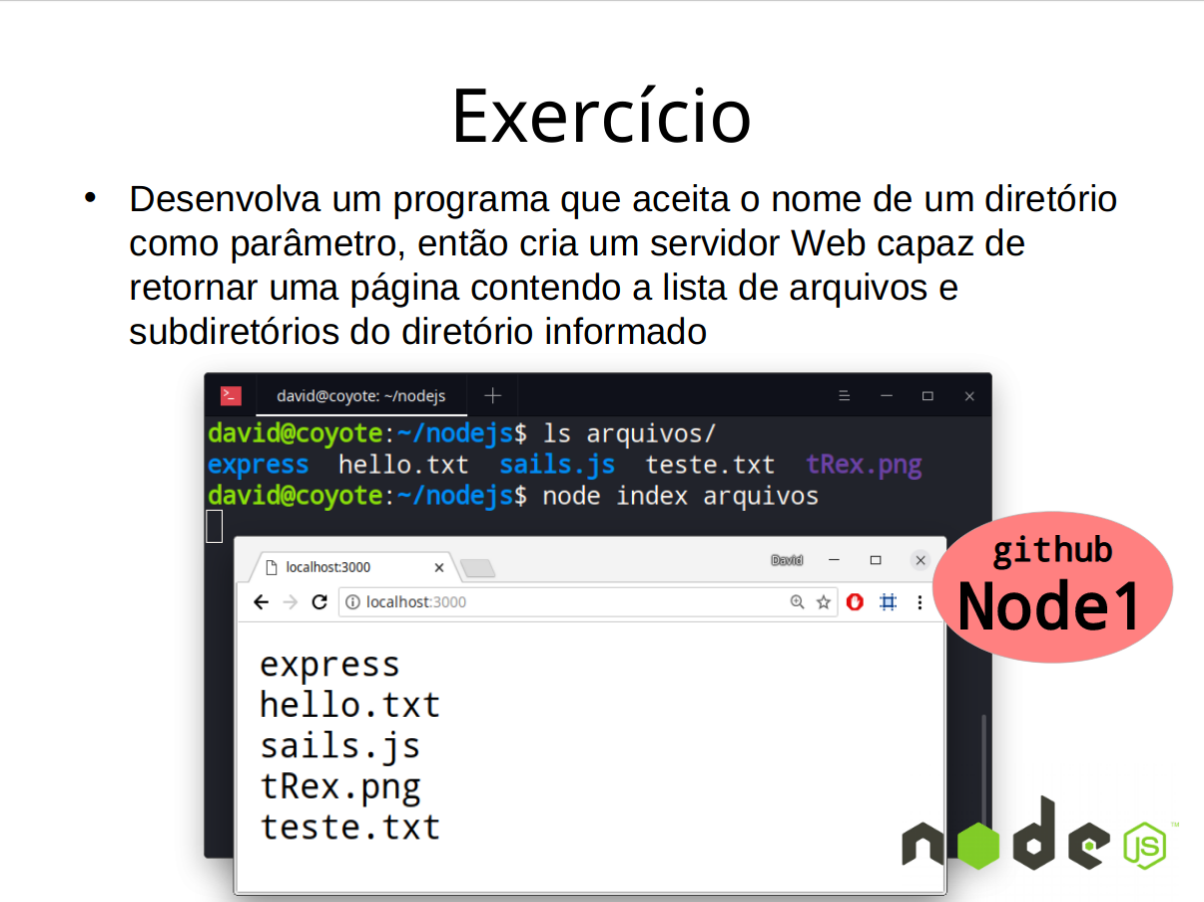 Exercício
• Desenvolva um programa que aceita o nome de um diretório
como parâmetro, então cria um servidor Web capaz de
retornar uma página contendo a lista de arquivos e
subdiretórios do diretório informado
david@coyote: ~/nodejs
david@coyote:~/nodejs$ ls arquivos/
express hello.txt sails.js teste.txt tRex.png
david@coyote:~/nodejs$ node index arquivos
github
Node1
localhost:3000
David
localhost:3000
express
hello.txt
sails.js
tRex.png
teste.txt
node
JS
™